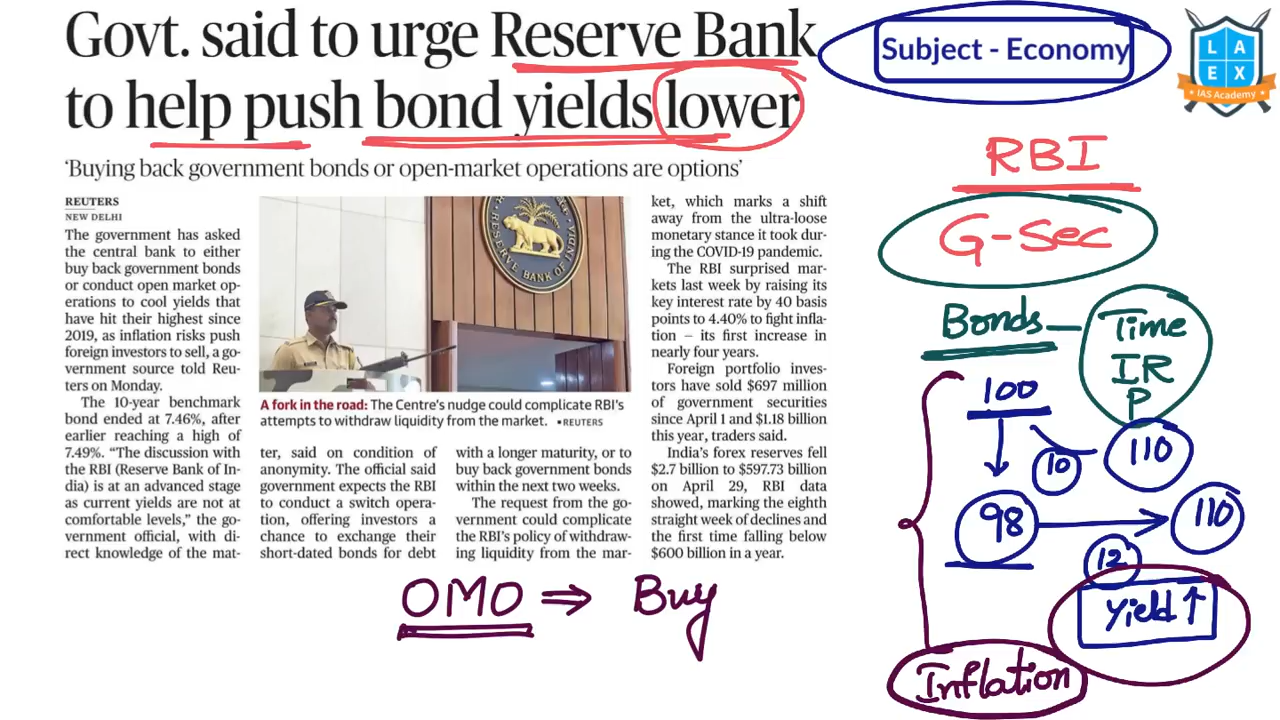 Govt. said to urge Reserve Bank
to help push bond yields lower
'Buying back government bonds or open-market operations are options'
REUTERS
NEW DELHI
The government has asked
the central bank to either
buy back government bonds
or conduct open market op-
erations to cool yields that
have hit their highest since
2019, as inflation risks push
foreign investors to sell, a go-
vernment source told Reu-
ters on Monday.
The 10-year benchmark
bond ended at 7.46%, after
earlier reaching a high of
7.49%. “The discussion with
the RBI (Reserve Bank of In-
dia) is at an advanced stage
as current yields are not at
comfortable levels,” the go-
vernment official, with di-
rect knowledge of the mat-
RESERVE BANK OF INDIA
A fork in the road: The Centre's nudge could complicate RBI's
attempts to withdraw liquidity from the market. •REUTERS
ter, said on condition of
anonymity. The official said
government expects the RBI
to conduct a switch opera-
tion, offering investors a
chance to exchange their
short-dated bonds for debt
with a longer maturity, or to
buy back government bonds
within the next two weeks.
The request from the go-
vernment could complicate
the RBI's policy of withdraw-
ing liquidity from the mar-
ket, which marks a shift
away from the ultra-loose
monetary stance it took dur-
ing the COVID-19 pandemic.
The RBI surprised mar-
kets last week by raising its
key interest rate by 40 basis
points to 4.40% to fight infla-
tion – its first increase in
nearly four years.
Foreign portfolio inves-
tors have sold $697 million
of government securities
since April 1 and $1.18 billion
this year, traders said.
India's forex reserves fell
$2.7 billion to $597.73 billion
on April 29, RBI data
showed, marking the eighth
straight week of declines and
the first time falling below
$600 billion in a year.
OMO ⇒ Buy
Subject - Economy
L A
E X
IAS Academy
RBI
G-Sec
Bonds – Time
IR
P
100
10 110
98 → 110
12
Yield ↑
Inflation